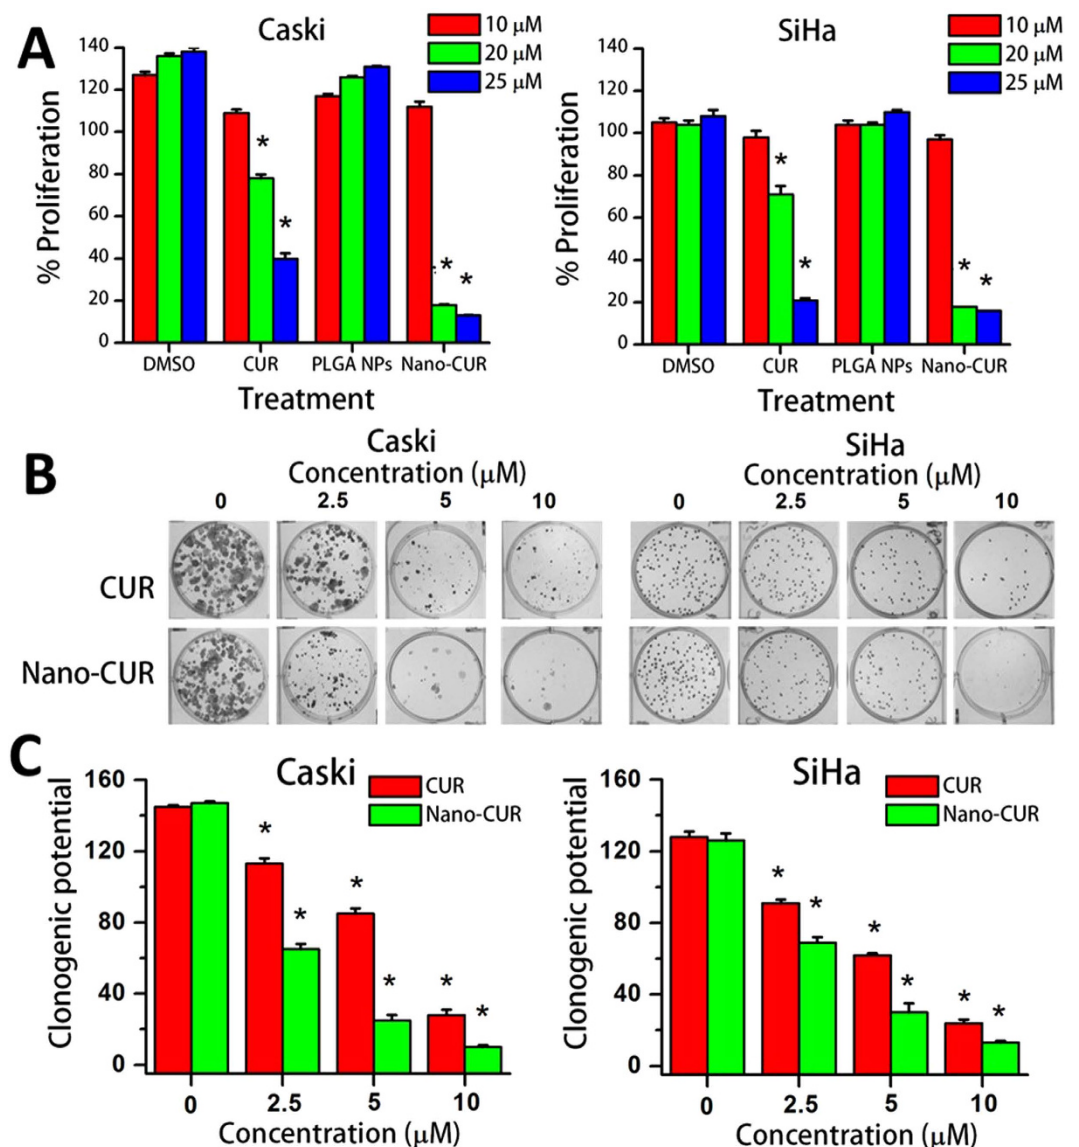 A
Caski
10 μM
20 μM
25 μM
% Proliferation
140
120
100
80
60
40
20
0
*
*
*
*
DMSO
CUR
PLGA NPs
Nano-CUR
Treatment
SiHa
10 μM
20 μM
25 μM
% Proliferation
140
120
100
80
60
40
20
0
*
*
*
*
DMSO
CUR
PLGA NPs
Nano-CUR
Treatment
B
Caski
Concentration (μM)
0
2.5
5
10
SiHa
Concentration (μM)
0
2.5
5
10
CUR
Nano-CUR
C
Caski
CUR
Nano-CUR
Clonogenic potential
160
120
80
40
0
*
*
*
*
*
*
0
2.5
5
10
Concentration (μM)
SiHa
CUR
Nano-CUR
Clonogenic potential
160
120
80
40
0
*
*
*
*
*
*
0
2.5
5
10
Concentration (μM)